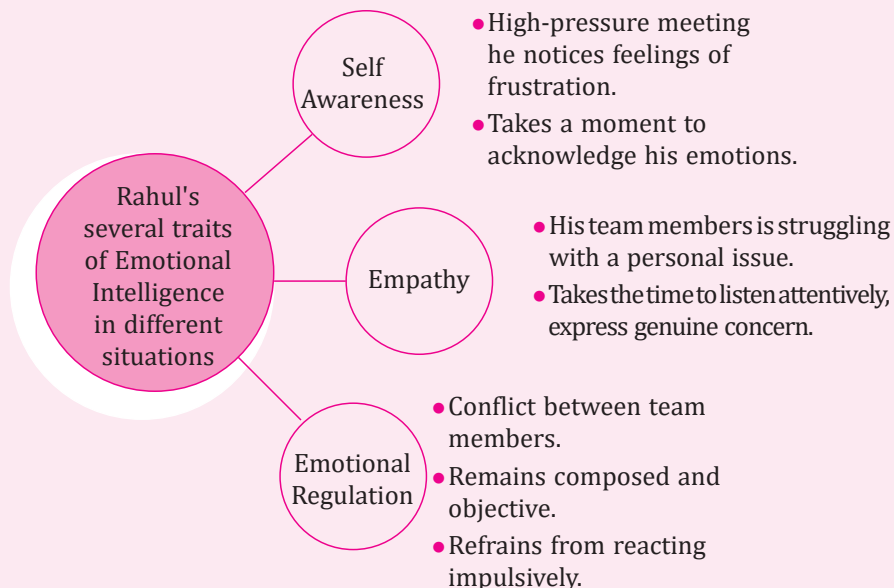 Rahul's
several traits
of Emotional
Intelligence
in different
situations
Self
Awareness
• High-pressure meeting
he notices feelings of
frustration.
• Takes a moment to
acknowledge his emotions.
Empathy
• His team members is struggling
with a personal issue.
• Takes the time to listen attentively,
express genuine concern.
Emotional
Regulation
• Conflict between team
members.
• Remains composed and
objective.
• Refrains from reacting
impulsively.